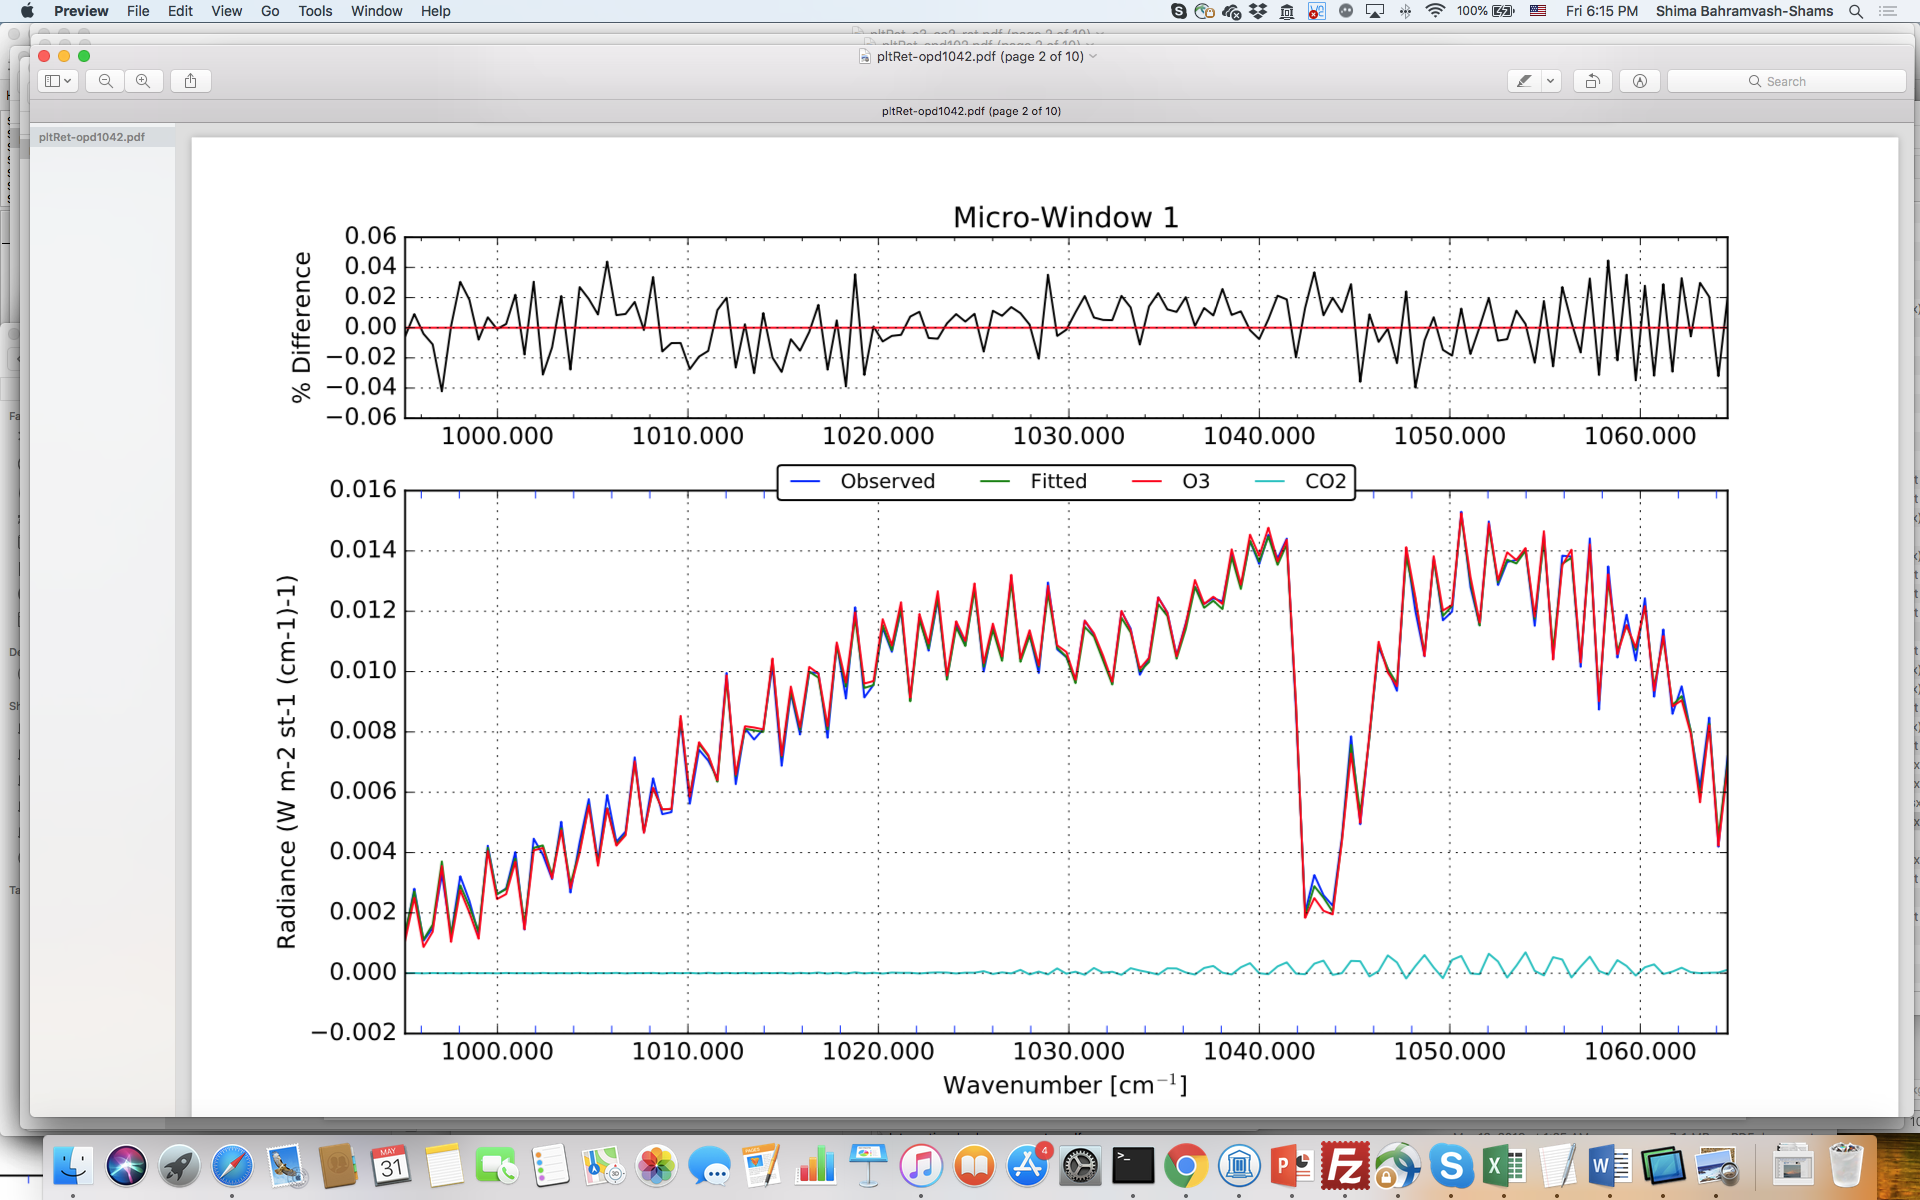 Preview File Edit View Go Tools Window Help 100% Fri 6:15 PM Shima Bahramvash-Shams
pltRet-opd1042.pdf (page 2 of 10)
Search
pltRet-opd1042.pdf (page 2 of 10)
pltRet-opd1042.pdf
Micro-Window 1
% Difference
0.06
0.04
0.02
0.00
−0.02
−0.04
−0.06
1000.000 1010.000 1020.000 1030.000 1040.000 1050.000 1060.000
Observed Fitted O3 CO2
Radiance (W m-2 st-1 (cm-1)-1)
0.016
0.014
0.012
0.010
0.008
0.006
0.004
0.002
0.000
−0.002
1000.000 1010.000 1020.000 1030.000 1040.000 1050.000 1060.000
Wavenumber [cm⁻¹]
MAY
31
4